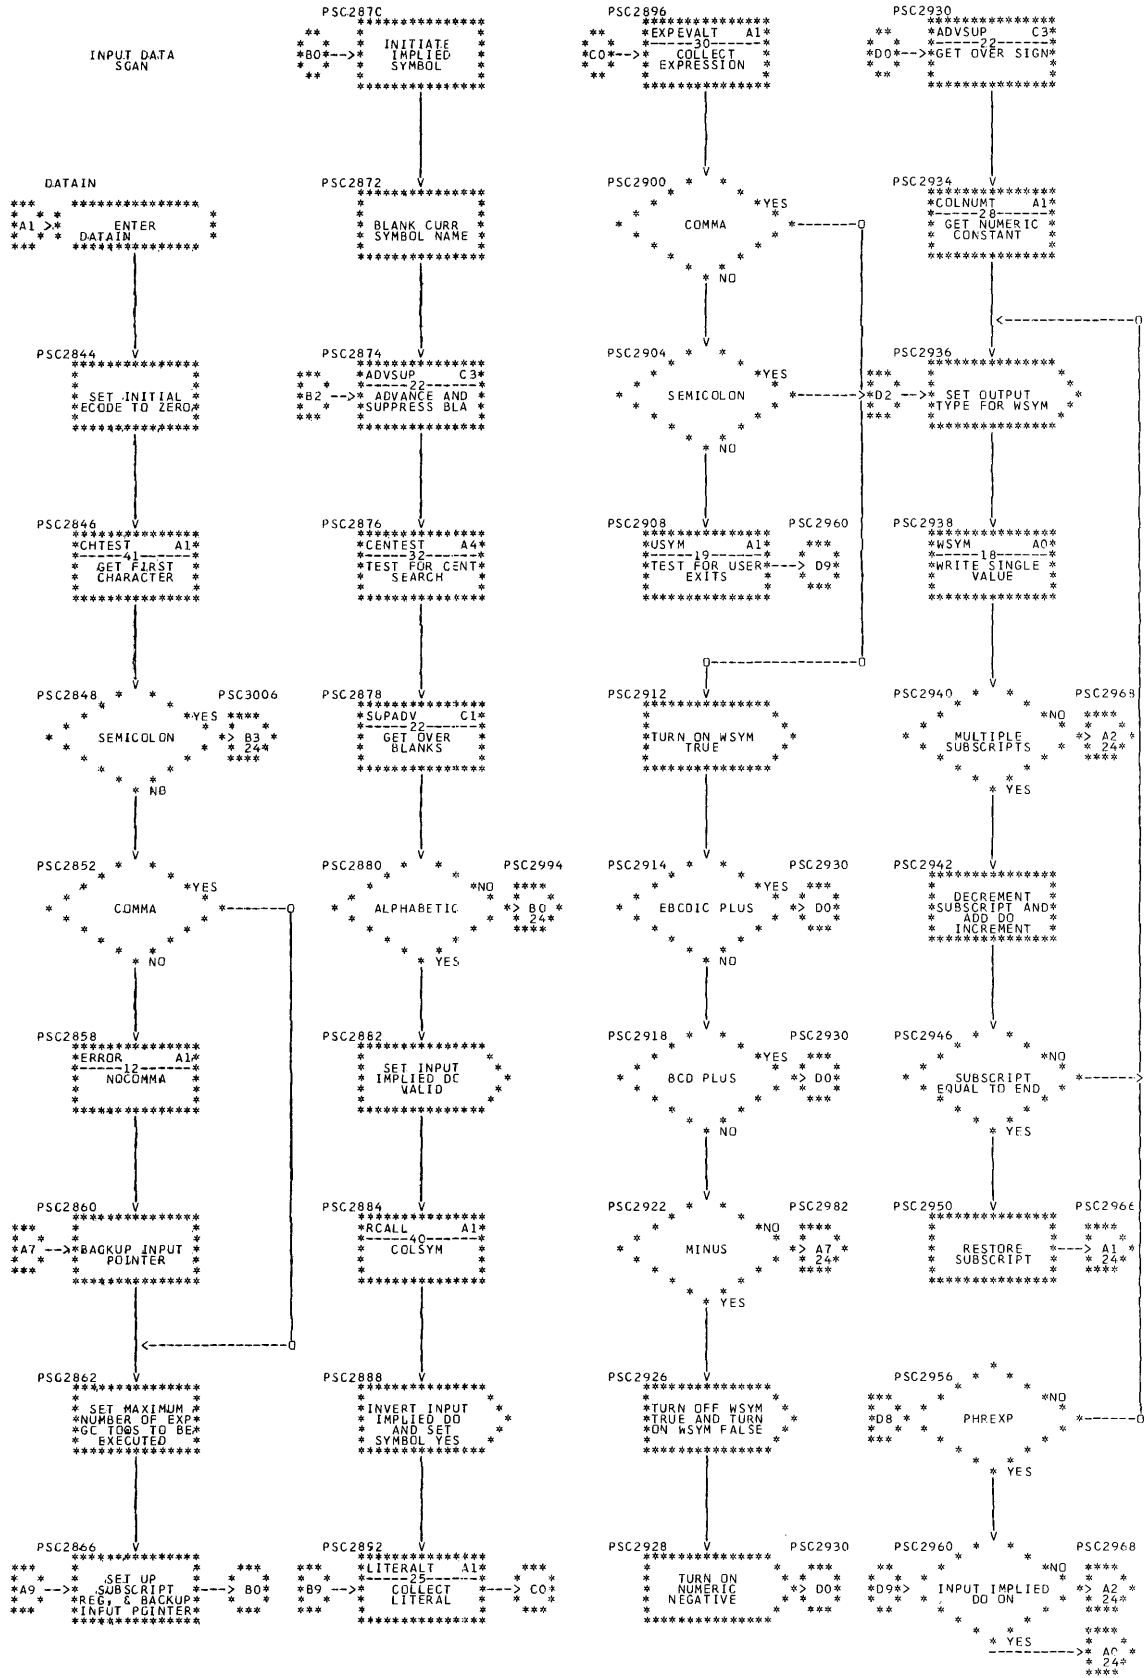 INPUT DATA
SCAN
DATAIN
A1
ENTER
DATAIN
PSC2844
SET INITIAL
ECODE TO ZERO
PSC2846
CHTEST A1
41
GET FIRST
CHARACTER
PSC2848
SEMICOLON
YES
PSC3006
B3
24
NO
PSC2852
COMMA
YES
NO
PSC2858
ERROR A1
12
NOCOMMA
PSC2860
A7
BACKUP INPUT
POINTER
PSC2862
SET MAXIMUM
NUMBER OF EXP
GC TOOS TO BE
EXECUTED
PSC2866
A9
SET UP
SUBSCRIPT
REG, & BACKUP
INPUT POINTER
B0
PSC2870
B0
INITIATE
IMPLIED
SYMBOL
PSC2872
BLANK CURR
SYMBOL NAME
PSC2874
B2
ADVSUP C3
22
ADVANCE AND
SUPPRESS BLA
PSC2876
CENTEST A4
32
TEST FOR CENT
SEARCH
PSC2878
SUPADV C1
22
GET OVER
BLANKS
PSC2880
ALPHABETIC
NO
PSC2994
B0
24
YES
PSC2882
SET INPUT
IMPLIED DO
VALID
PSC2884
RCALL A1
40
COLSYM
PSC2888
INVERT INPUT
IMPLIED DO
AND SET
SYMBOL YES
PSC2892
B9
LITERALT A1
25
COLLECT
LITERAL
C0
PSC2896
C0
EXPEVALT A1
30
COLLECT
EXPRESSION
PSC2900
COMMA
YES
NO
PSC2904
SEMICOLON
YES
NO
PSC2908
USYM A1
19
TEST FOR USER
EXITS
PSC2960
D9
PSC2912
TURN ON WSYM
TRUE
PSC2914
EBCDIC PLUS
YES
PSC2930
D0
NO
PSC2918
BCD PLUS
YES
PSC2930
D0
NO
PSC2922
MINUS
NO
PSC2982
A7
24
YES
PSC2926
TURN OFF WSYM
TRUE AND TURN
ON WSYM FALSE
PSC2928
TURN ON
NUMERIC
NEGATIVE
PSC2930
D0
PSC2930
D0
ADVSUP C3
22
GET OVER SIGN
PSC2934
COLNUMT A1
28
GET NUMERIC
CONSTANT
PSC2936
D2
SET OUTPUT
TYPE FOR WSYM
PSC2938
WSYM A0
18
WRITE SINGLE
VALUE
PSC2940
MULTIPLE
SUBSCRIPTS
NO
PSC2968
A2
24
YES
PSC2942
DECREMENT
SUBSCRIPT AND
ADD DO
INCREMENT
PSC2946
SUBSCRIPT
EQUAL TO END
NO
YES
PSC2950
RESTORE
SUBSCRIPT
PSC2966
A1
24
PSC2956
D8
PHREXP
NO
YES
PSC2960
D9
INPUT IMPLIED
DO ON
NO
PSC2968
A2
24
YES
A0
24